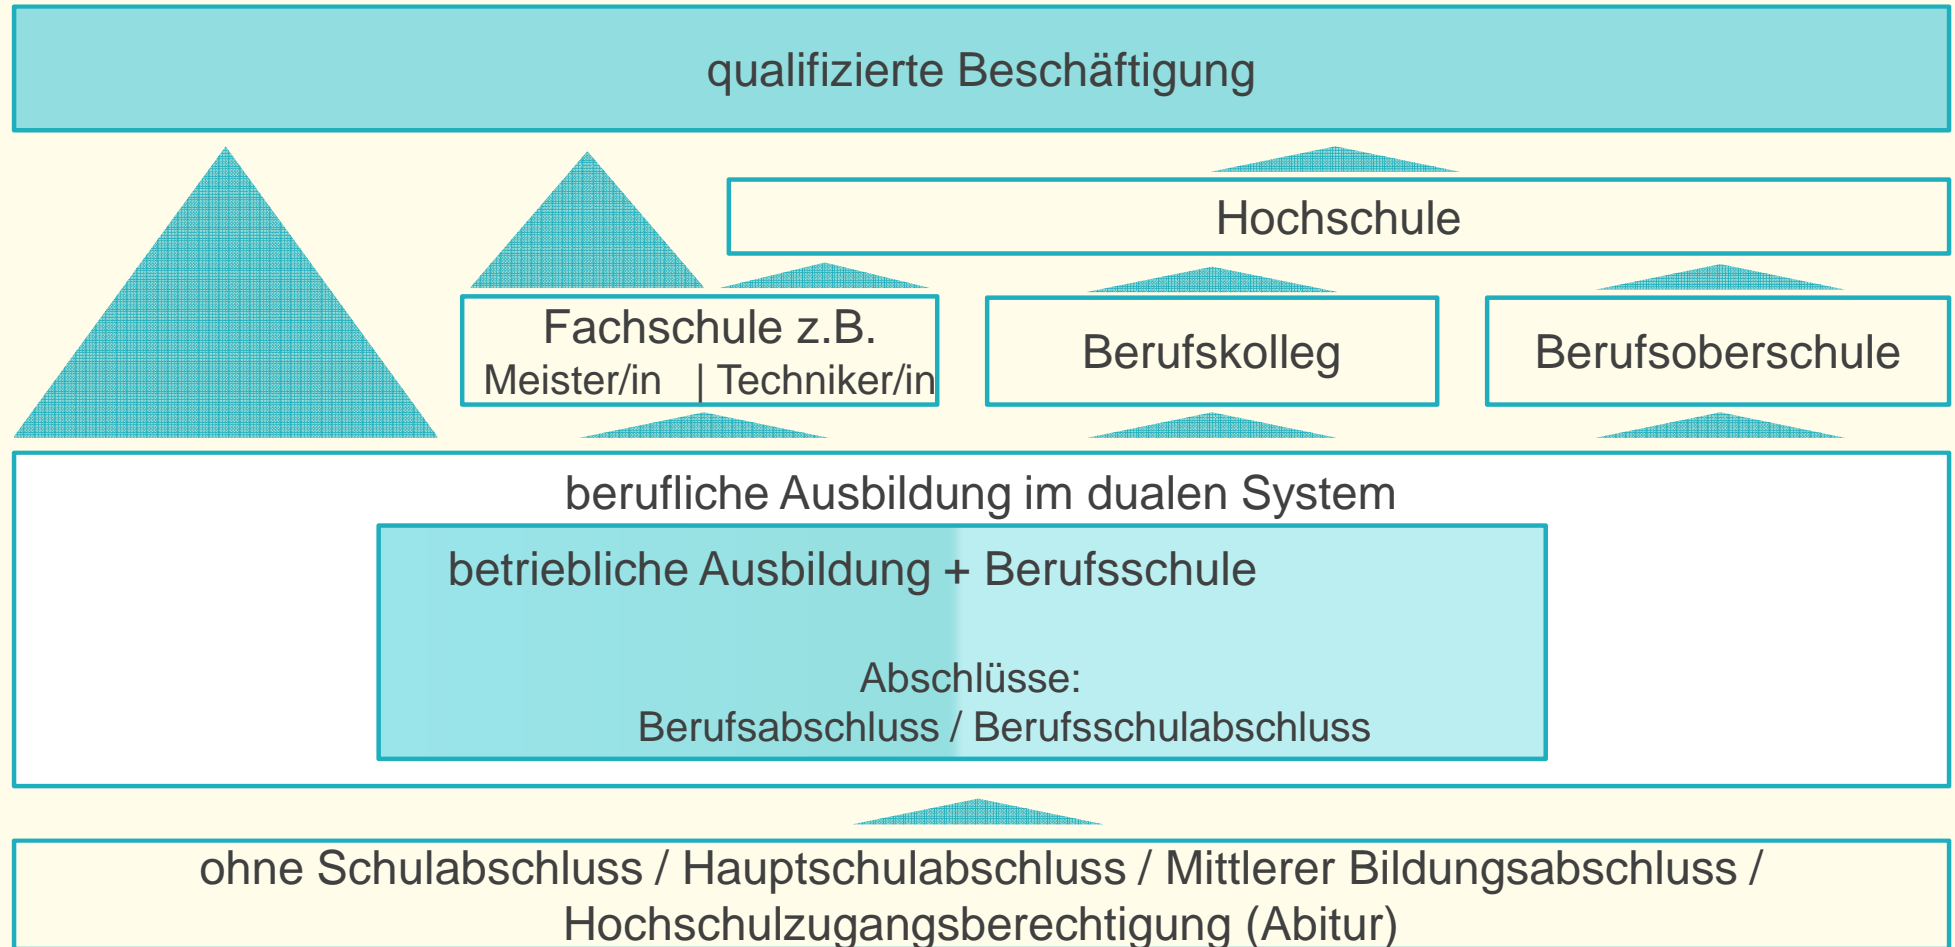 qualifizierte Beschäftigung
Hochschule
Fachschule z.B.
Meister/in | Techniker/in
Berufskolleg
Berufsoberschule
berufliche Ausbildung im dualen System
betriebliche Ausbildung + Berufsschule
Abschlüsse:
Berufsabschluss / Berufsschulabschluss
ohne Schulabschluss / Hauptschulabschluss / Mittlerer Bildungsabschluss /
Hochschulzugangsberechtigung (Abitur)